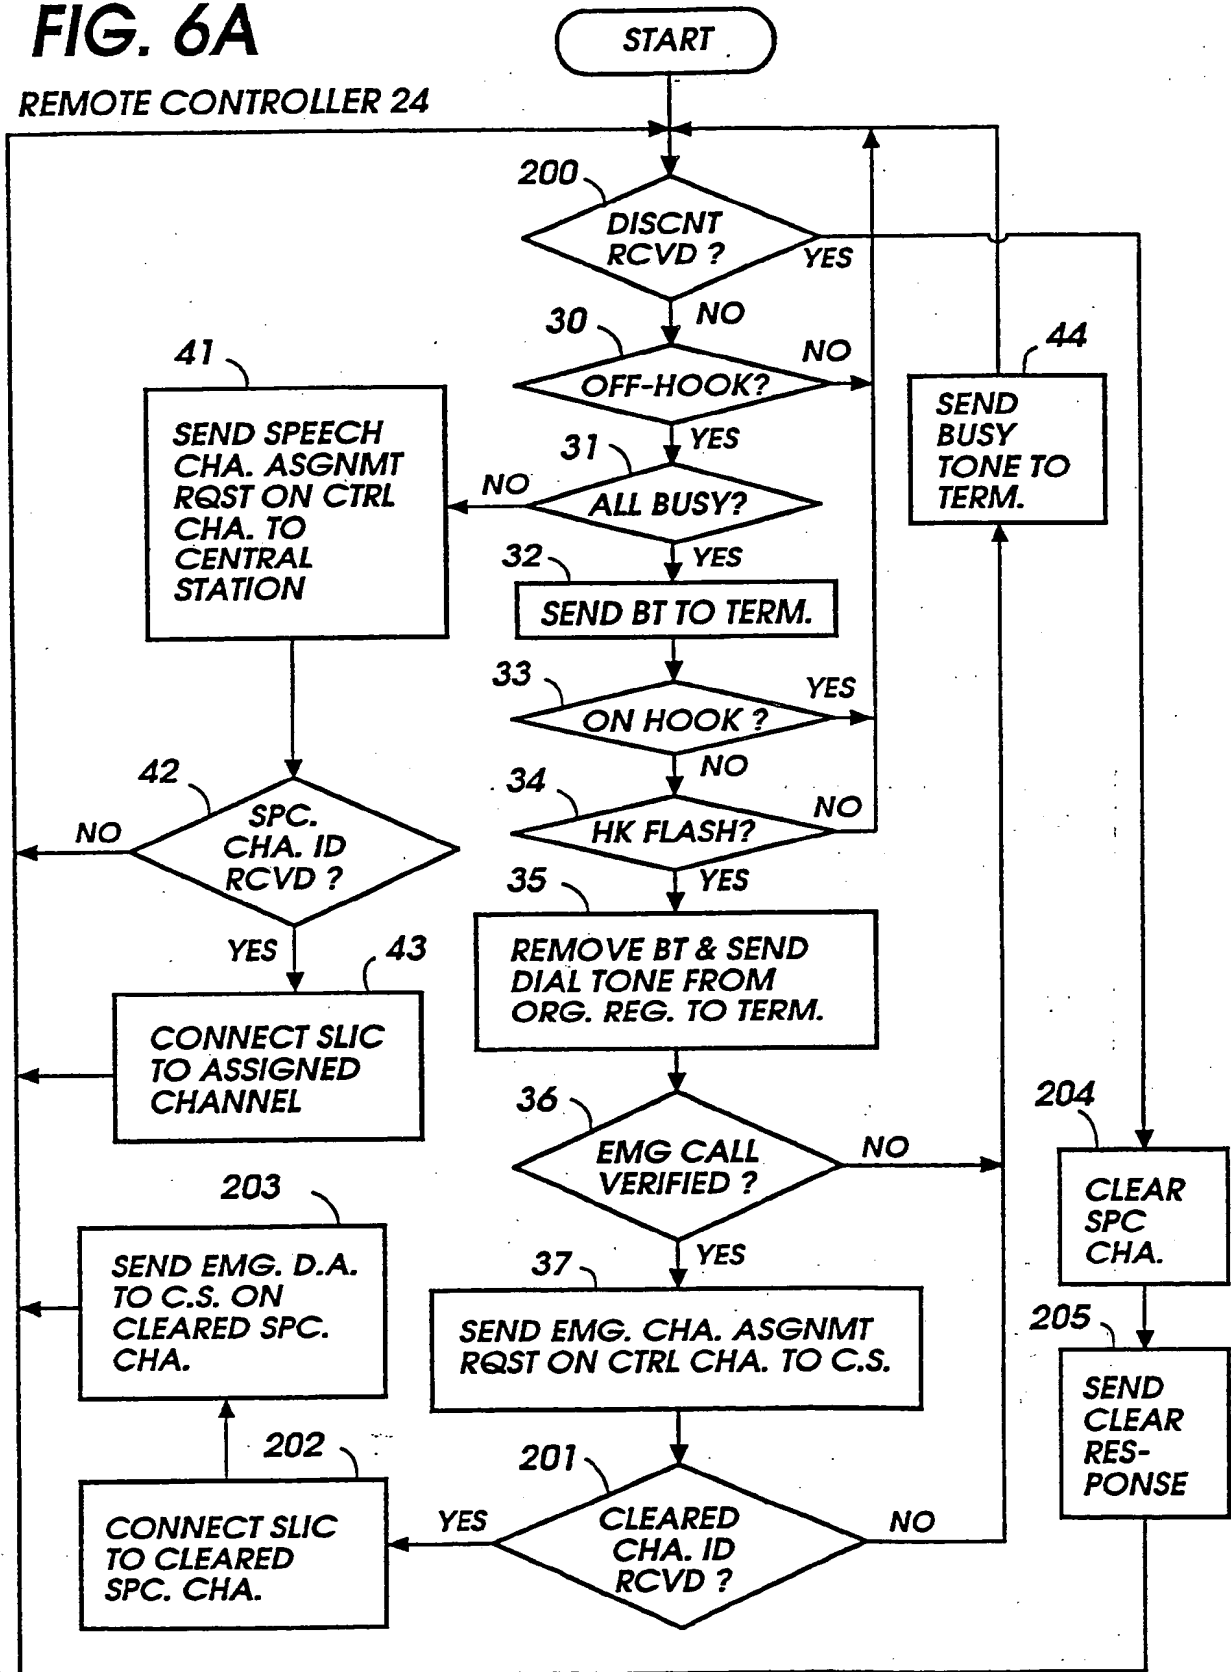 FIG. 6A
START
REMOTE CONTROLLER 24
200
DISCNT
RCVD ?
YES
NO
30
OFF-HOOK?
NO
YES
44
SEND
BUSY
TONE TO
TERM.
41
SEND SPEECH
CHA. ASGNMT
RQST ON CTRL
CHA. TO
CENTRAL
STATION
31
ALL BUSY?
NO
YES
32
SEND BT TO TERM.
33
ON HOOK ?
YES
NO
42
SPC.
CHA. ID
RCVD ?
NO
YES
34
HK FLASH?
NO
YES
35
REMOVE BT & SEND
DIAL TONE FROM
ORG. REG. TO TERM.
43
CONNECT SLIC
TO ASSIGNED
CHANNEL
36
EMG CALL
VERIFIED ?
NO
YES
204
CLEAR
SPC
CHA.
203
SEND EMG. D.A.
TO C.S. ON
CLEARED SPC.
CHA.
37
SEND EMG. CHA. ASGNMT
RQST ON CTRL CHA. TO C.S.
205
SEND
CLEAR
RES-
PONSE
202
CONNECT SLIC
TO CLEARED
SPC. CHA.
201
CLEARED
CHA. ID
RCVD ?
YES
NO